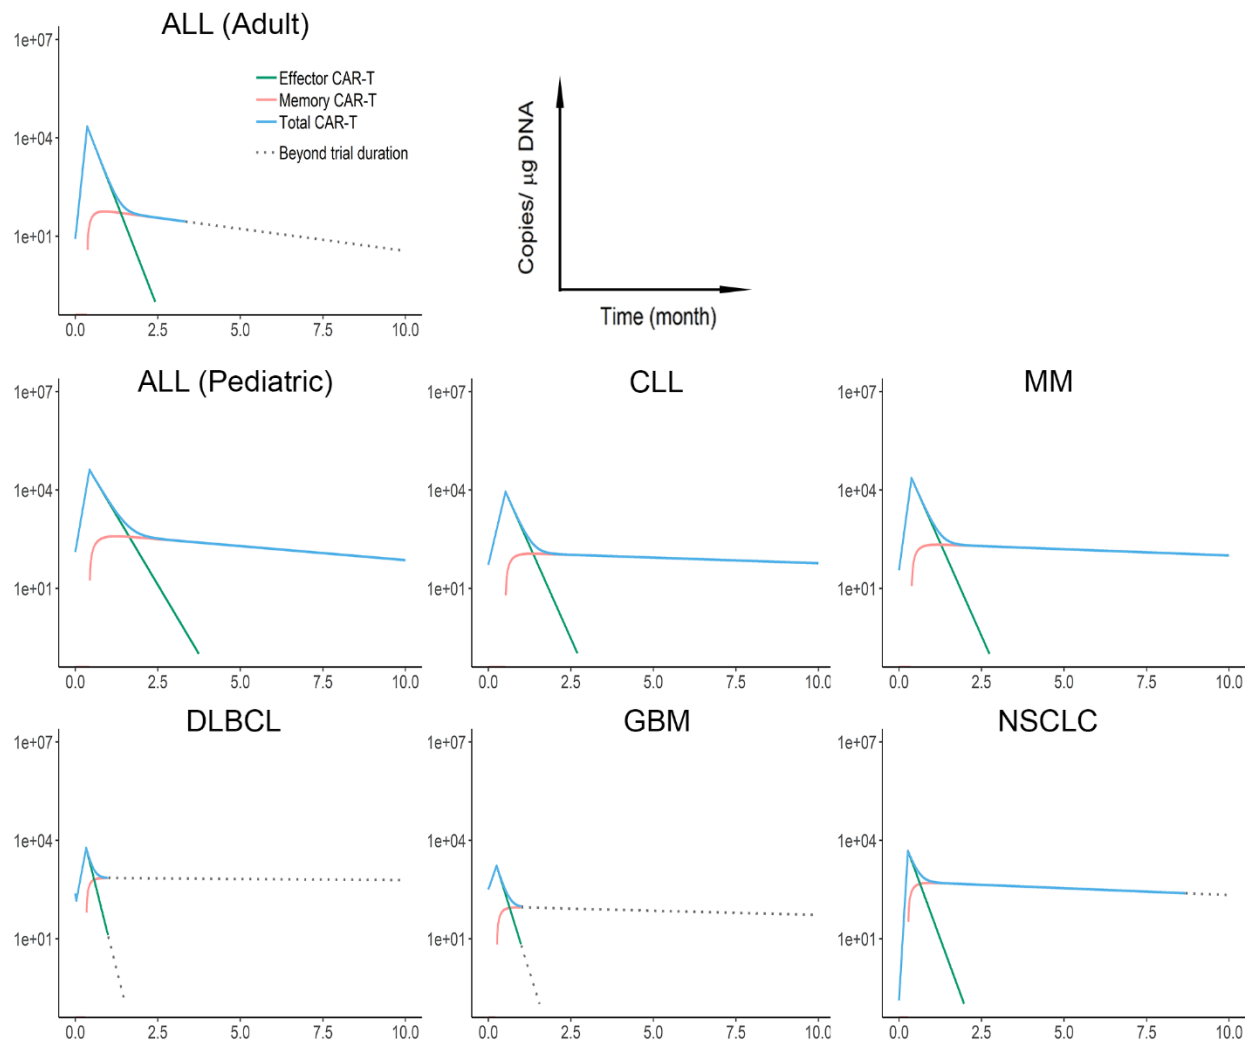 ALL (Adult)
1e+07
1e+04
1e+01
0.0 2.5 5.0 7.5 10.0
Effector CAR-T
Memory CAR-T
Total CAR-T
Beyond trial duration
Copies/ μg DNA
Time (month)
ALL (Pediatric)
1e+07
1e+04
1e+01
0.0 2.5 5.0 7.5 10.0
CLL
1e+07
1e+04
1e+01
0.0 2.5 5.0 7.5 10.0
MM
1e+07
1e+04
1e+01
0.0 2.5 5.0 7.5 10.0
DLBCL
1e+07
1e+04
1e+01
0.0 2.5 5.0 7.5 10.0
GBM
1e+07
1e+04
1e+01
0.0 2.5 5.0 7.5 10.0
NSCLC
1e+07
1e+04
1e+01
0.0 2.5 5.0 7.5 10.0